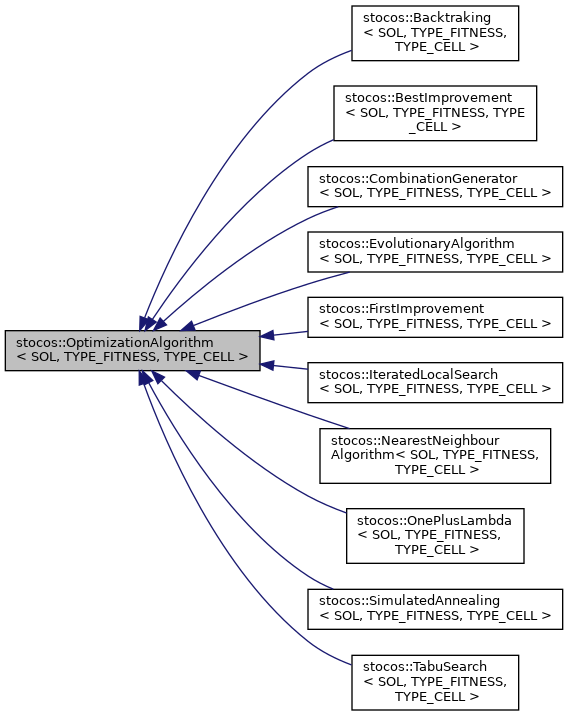 stocos::Backtraking
< SOL, TYPE_FITNESS,
TYPE_CELL >
stocos::BestImprovement
< SOL, TYPE_FITNESS, TYPE
_CELL >
stocos::CombinationGenerator
< SOL, TYPE_FITNESS, TYPE_CELL >
stocos::EvolutionaryAlgorithm
< SOL, TYPE_FITNESS, TYPE_CELL >
stocos::FirstImprovement
< SOL, TYPE_FITNESS, TYPE_CELL >
stocos::OptimizationAlgorithm
< SOL, TYPE_FITNESS, TYPE_CELL >
stocos::IteratedLocalSearch
< SOL, TYPE_FITNESS, TYPE_CELL >
stocos::NearestNeighbour
Algorithm< SOL, TYPE_FITNESS,
TYPE_CELL >
stocos::OnePlusLambda
< SOL, TYPE_FITNESS,
TYPE_CELL >
stocos::SimulatedAnnealing
< SOL, TYPE_FITNESS, TYPE_CELL >
stocos::TabuSearch
< SOL, TYPE_FITNESS,
TYPE_CELL >